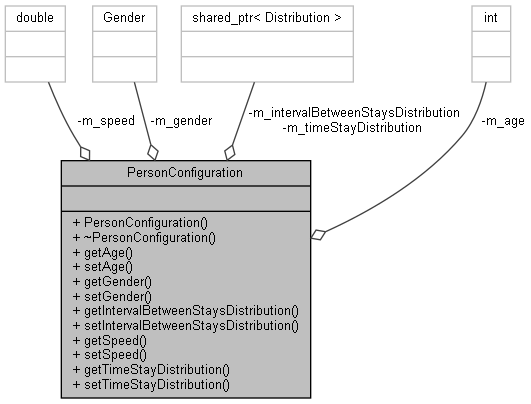 double
Gender
shared_ptr< Distribution >
int
-m_speed
-m_gender
-m_intervalBetweenStaysDistribution
-m_timeStayDistribution
-m_age
PersonConfiguration
+ PersonConfiguration()
+ ~PersonConfiguration()
+ getAge()
+ setAge()
+ getGender()
+ setGender()
+ getIntervalBetweenStaysDistribution()
+ setIntervalBetweenStaysDistribution()
+ getSpeed()
+ setSpeed()
+ getTimeStayDistribution()
+ setTimeStayDistribution()